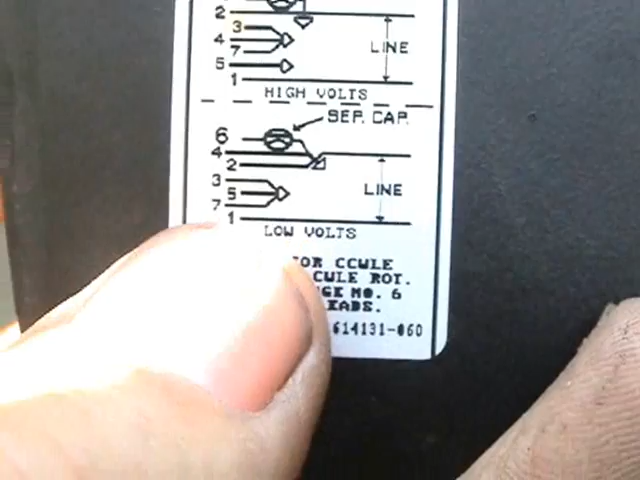 2
3
4
7
LINE
5
1
HIGH VOLTS
SEP. CAP.
6
4
2
3
LINE
5
7
1
LOW VOLTS
FOR CCWLE
CWLE ROT.
NO. 6
614131-060